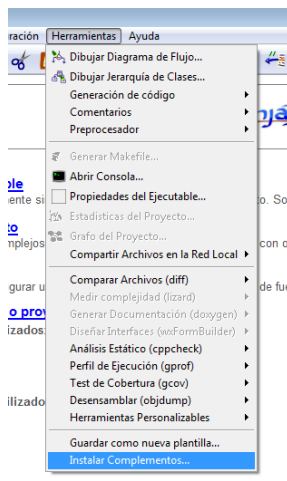 Herramientas Ayuda
Dibujar Diagrama de Flujo...
Dibujar Jerarquía de Clases...
Generación de código
Comentarios
Preprocesador
Generar Makefile...
Abrir Consola...
Propiedades del Ejecutable...
Estadisticas del Proyecto...
Grafo del Proyecto...
Compartir Archivos en la Red Local
Comparar Archivos (diff)
Medir complejidad (lizard)
Generar Documentación (doxygen)
Diseñar Interfaces (wxFormBuilder)
Análisis Estático (cppcheck)
Perfil de Ejecución (gprof)
Test de Cobertura (gcov)
Desensamblar (objdump)
Herramientas Personalizables
Guardar como nueva plantilla...
Instalar Complementos...